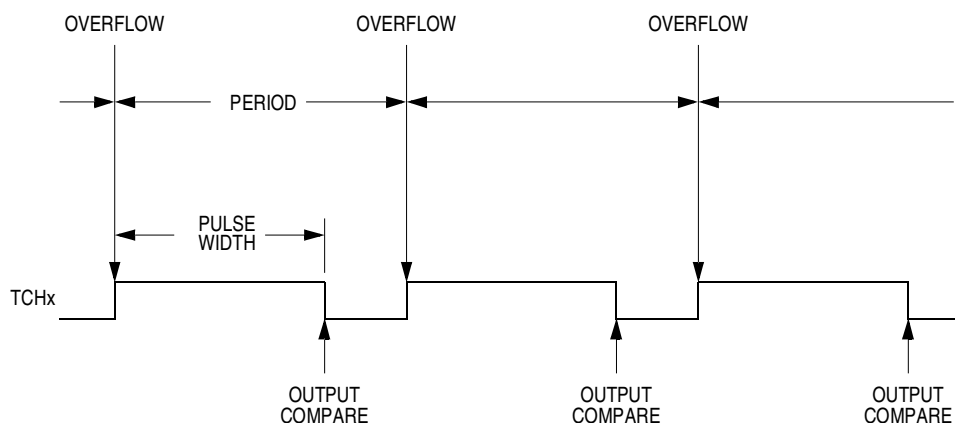 OVERFLOW
OVERFLOW
OVERFLOW
PERIOD
PULSE
WIDTH
TCHx
OUTPUT
COMPARE
OUTPUT
COMPARE
OUTPUT
COMPARE